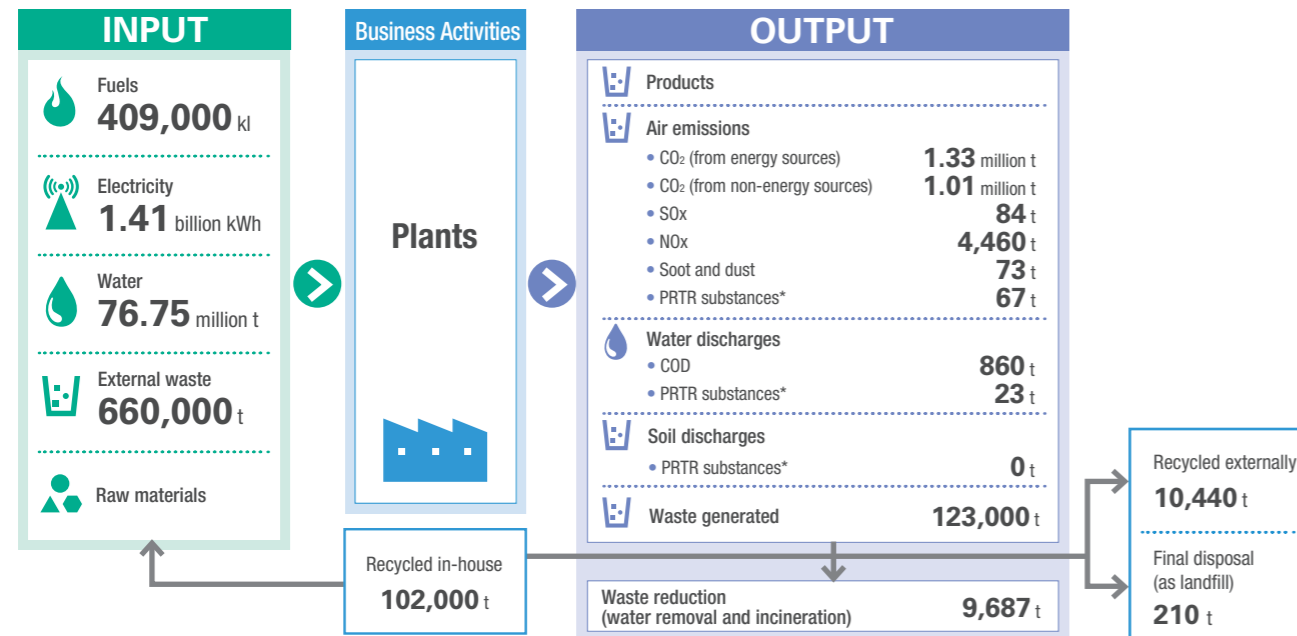 INPUT
Fuels
409,000 kl
Electricity
1.41 billion kWh
Water
76.75 million t
External waste
660,000 t
Raw materials
Business Activities
Plants
Recycled in-house
102,000 t
OUTPUT
Products
Air emissions
• CO₂ (from energy sources) 1.33 million t
• CO₂ (from non-energy sources) 1.01 million t
• SOx 84 t
• NOx 4,460 t
• Soot and dust 73 t
• PRTR substances* 67 t
Water discharges
• COD 860 t
• PRTR substances* 23 t
Soil discharges
• PRTR substances* 0 t
Waste generated 123,000 t
Waste reduction
(water removal and incineration) 9,687 t
Recycled externally
10,440 t
Final disposal
(as landfill)
210 t